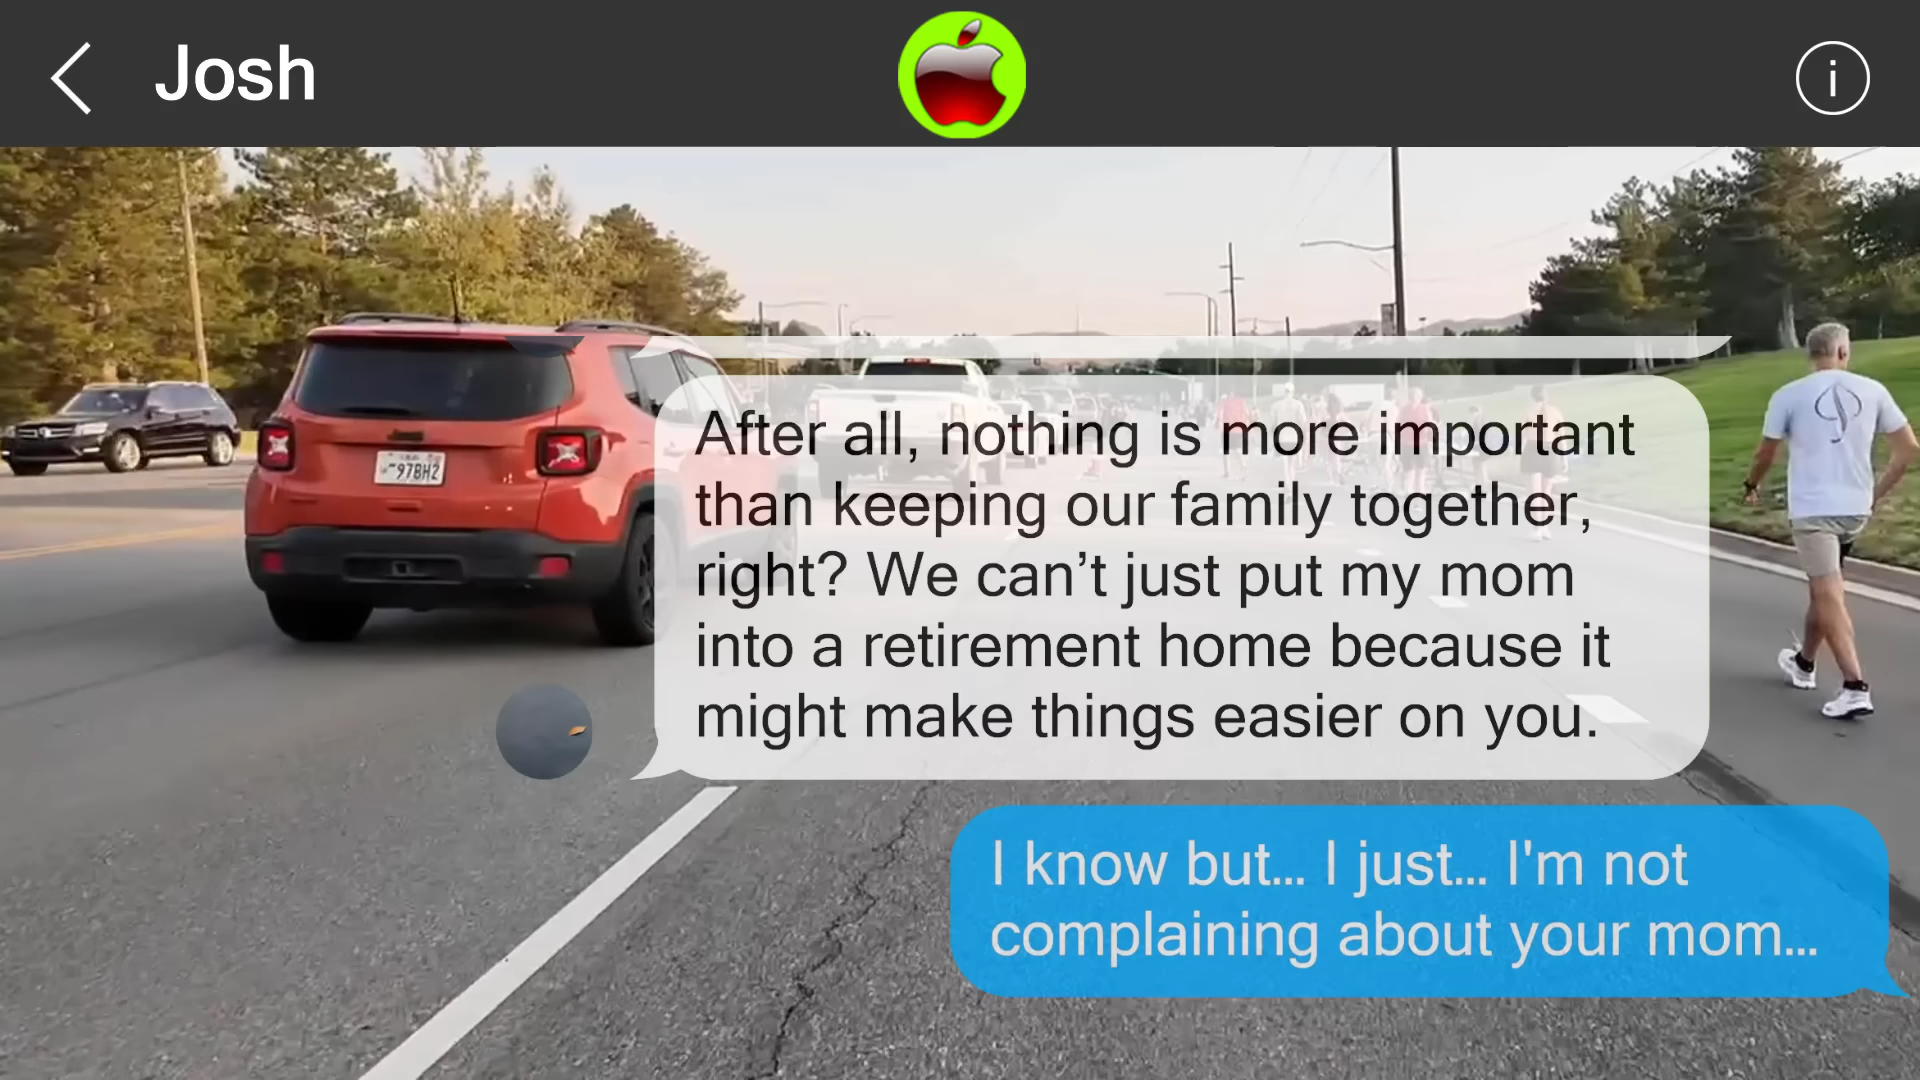 Josh
i
978H2
After all, nothing is more important
than keeping our family together,
right? We can’t just put my mom
into a retirement home because it
might make things easier on you.
I know but... I just... I'm not
complaining about your mom...